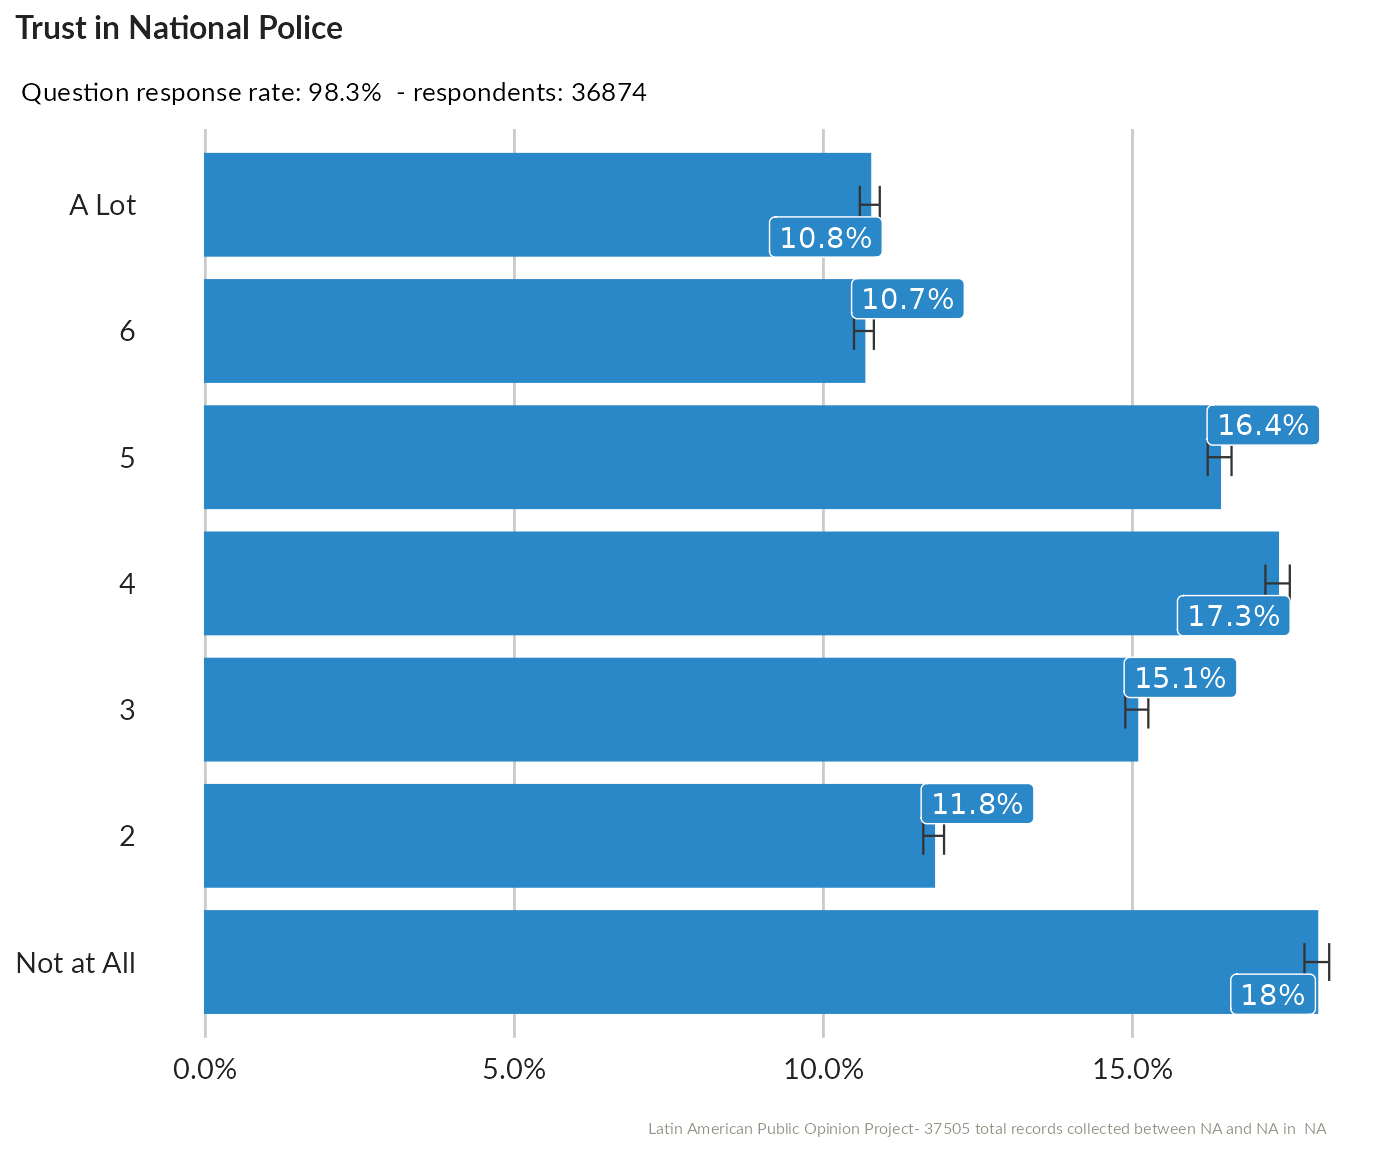 Trust in National Police
Question response rate: 98.3%  - respondents: 36874
A Lot
10.8%
6
10.7%
5
16.4%
4
17.3%
3
15.1%
2
11.8%
Not at All
18%
0.0% 5.0% 10.0% 15.0%
Latin American Public Opinion Project- 37505 total records collected between NA and NA in  NA